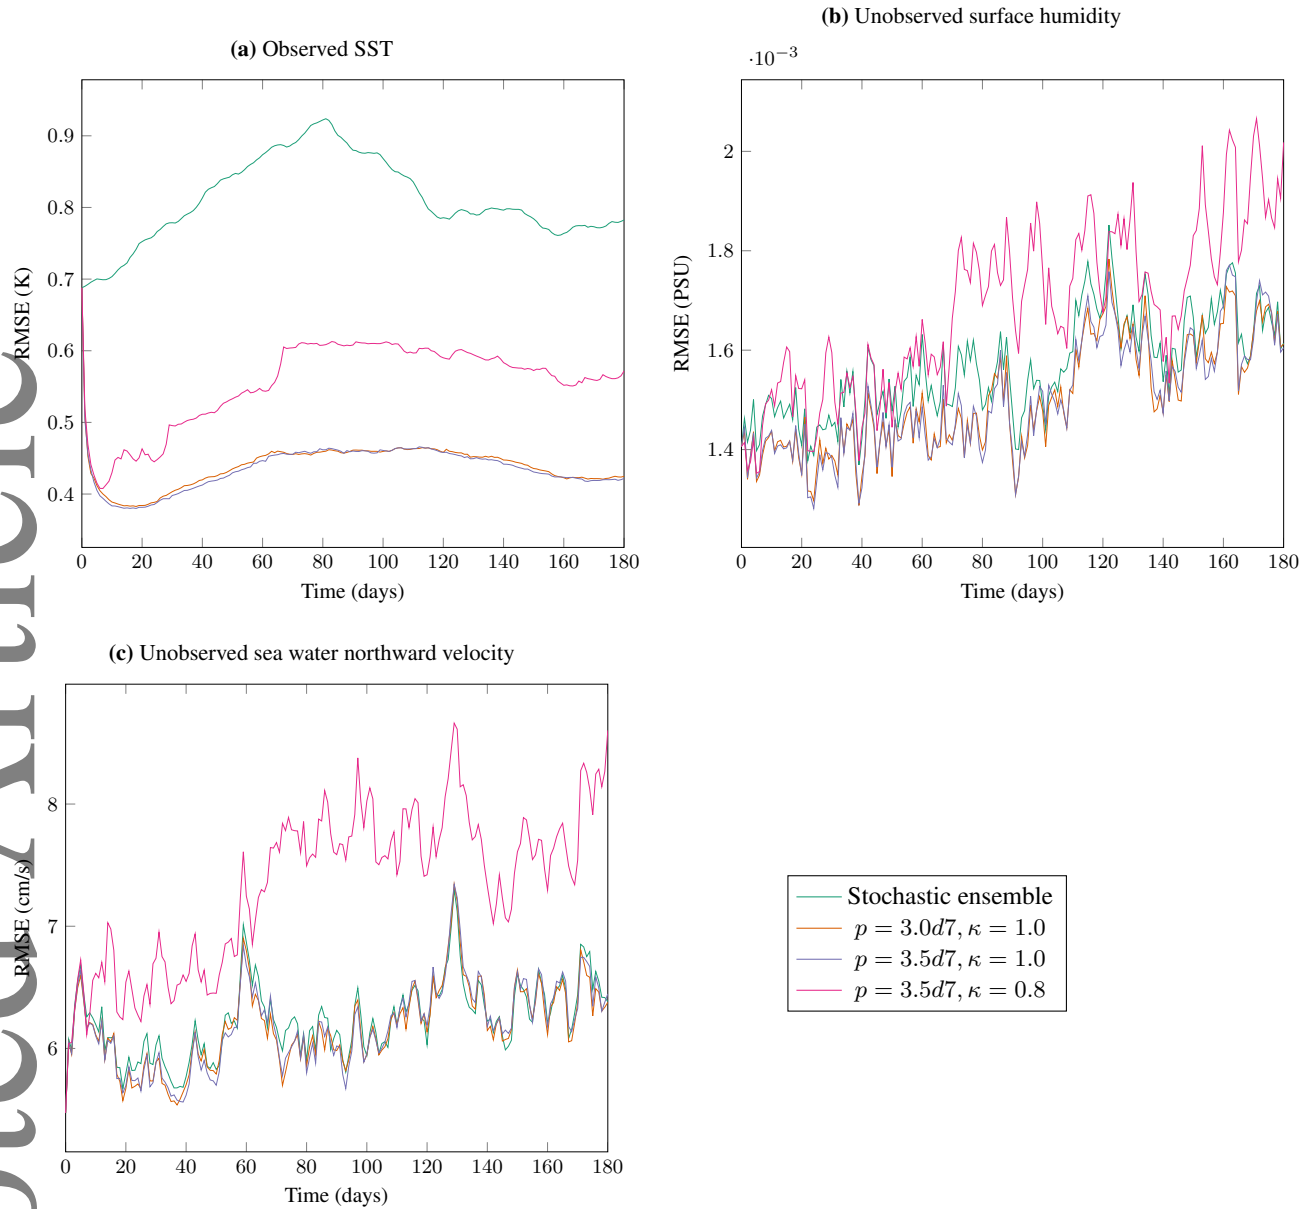 (a) Observed SST
0.9
0.8
0.7
0.6
0.5
0.4
RMSE (K)
0 20 40 60 80 100 120 140 160 180
Time (days)
(b) Unobserved surface humidity
·10−3
2
1.8
1.6
1.4
RMSE (PSU)
0 20 40 60 80 100 120 140 160 180
Time (days)
(c) Unobserved sea water northward velocity
8
7
6
RMSE (cm/s)
0 20 40 60 80 100 120 140 160 180
Time (days)
Stochastic ensemble
p = 3.0d7, κ = 1.0
p = 3.5d7, κ = 1.0
p = 3.5d7, κ = 0.8